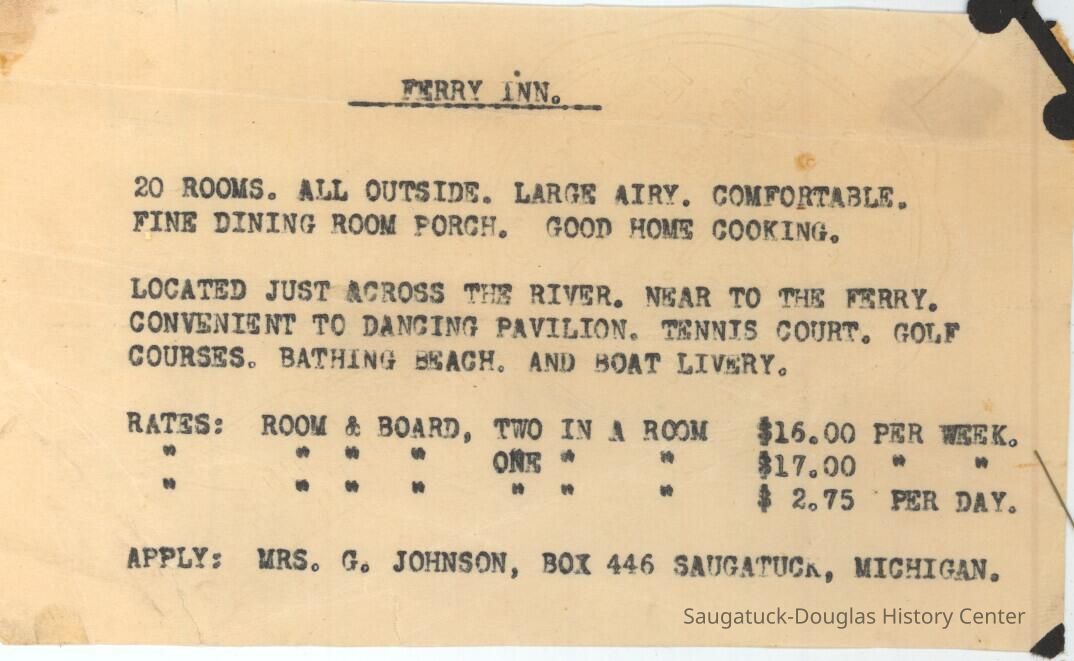 FERRY INN.
20 ROOMS. ALL OUTSIDE. LARGE AIRY. COMFORTABLE.
FINE DINING ROOM PORCH. GOOD HOME COOKING.
LOCATED JUST ACROSS THE RIVER. NEAR TO THE FERRY.
CONVENIENT TO DANCING PAVILION. TENNIS COURT. GOLF
COURSES. BATHING BEACH. AND BOAT LIVERY.
RATES: ROOM & BOARD, TWO IN A ROOM $16.00 PER WEEK.
" " " " ONE " " $17.00 " "
" " " " " " " $ 2.75 PER DAY.
APPLY: MRS. G. JOHNSON, BOX 446 SAUGATUCK, MICHIGAN.
Saugatuck-Douglas History Center